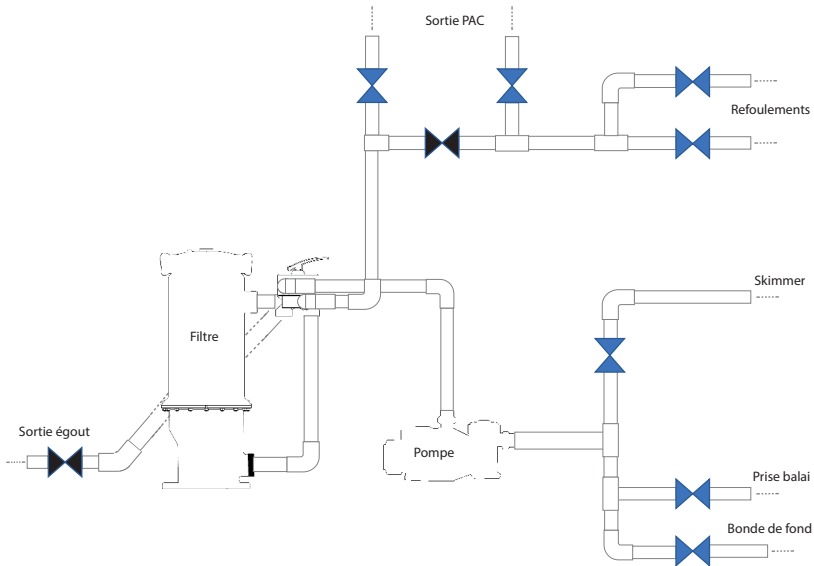 Sortie PAC
Refoulements
Skimmer
Filtre
Sortie égout
Pompe
Prise balai
Bonde de fond